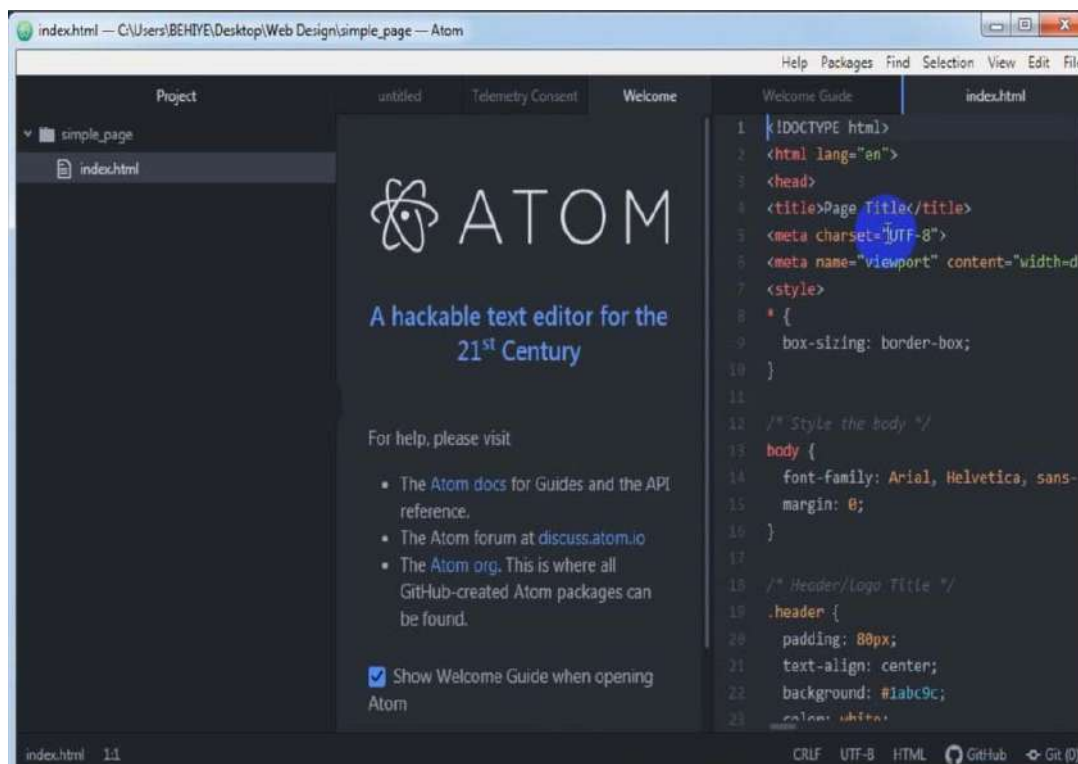 index.html — C:\Users\BEHIYE\Desktop\Web Design\simple_page — Atom
Help Packages Find Selection View Edit File
Project
simple_page
index.html
untitled Telemetry Consent Welcome
ATOM
A hackable text editor for the
21st Century
For help, please visit
• The Atom docs for Guides and the API
reference.
• The Atom forum at discuss.atom.io
• The Atom org. This is where all
GitHub-created Atom packages can
be found.
Show Welcome Guide when opening
Atom
Welcome Guide index.html
1 <!DOCTYPE html>
2 <html lang="en">
3 <head>
4 <title>Page Title</title>
5 <meta charset="UTF-8">
6 <meta name="viewport" content="width=d
7 <style>
8 * {
9 box-sizing: border-box;
10 }
11
12 /* Style the body */
13 body {
14 font-family: Arial, Helvetica, sans-
15 margin: 0;
16 }
17
18 /* Header/Logo Title */
19 .header {
20 padding: 80px;
21 text-align: center;
22 background: #1abc9c;
23 color: white;
index.html 1:1
CRLF UTF-8 HTML GitHub Git (0)